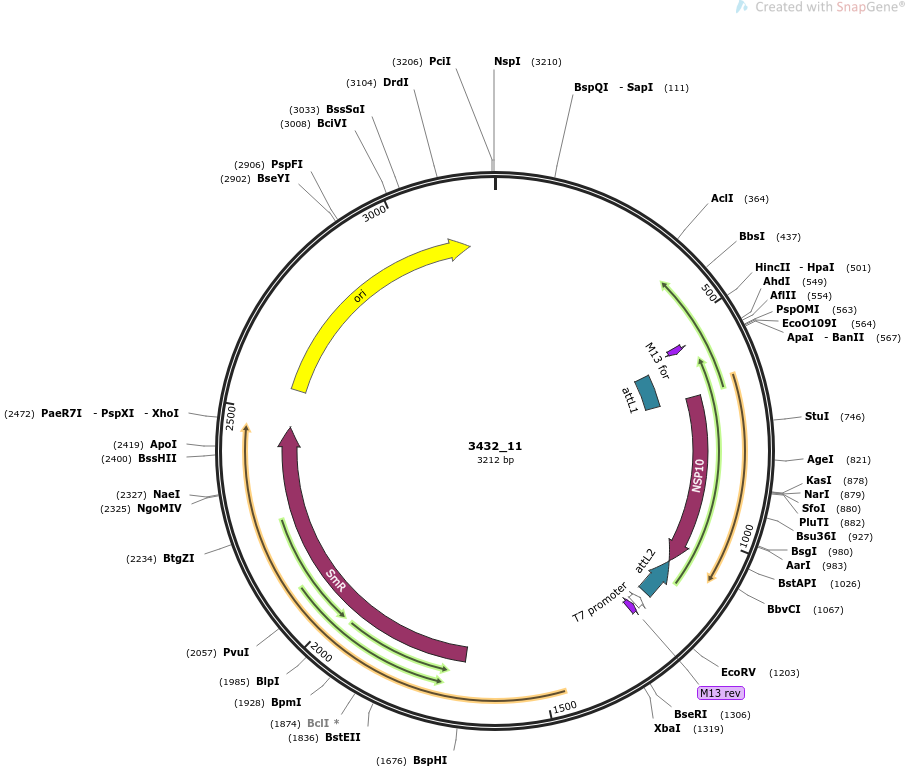 Created with SnapGene®
(3206) PciI
NspI (3210)
(3104) DrdI
BspQI - SapI (111)
(3033) BssSαI
(3008) BciVI
(2906) PspFI
(2902) BseYI
AclI (364)
BbsI (437)
HincII - HpaI (501)
AhdI (549)
AflII (554)
PspOMI (563)
EcoO109I (564)
ApaI - BanII (567)
3000
500
ori
M13 for
attL1
(2472) PaeR7I - PspXI - XhoI
2500
StuI (746)
(2419) ApoI
(2400) BssHII
3432_11
3212 bp
AgeI (821)
NSP10
KasI (878)
NarI (879)
SfoI (880)
PluTI (882)
Bsu36I (927)
BsgI (980)
AarI (983)
BstAPI (1026)
BbvCI (1067)
(2327) NaeI
(2325) NgoMIV
(2234) BtgZI
1000
SmR
attL2
T7 promoter
(2057) PvuI
2000
(1985) BlpI
(1928) BpmI
(1874) BclI *
(1836) BstEII
(1676) BspHI
1500
EcoRV (1203)
M13 rev
BseRI (1306)
XbaI (1319)